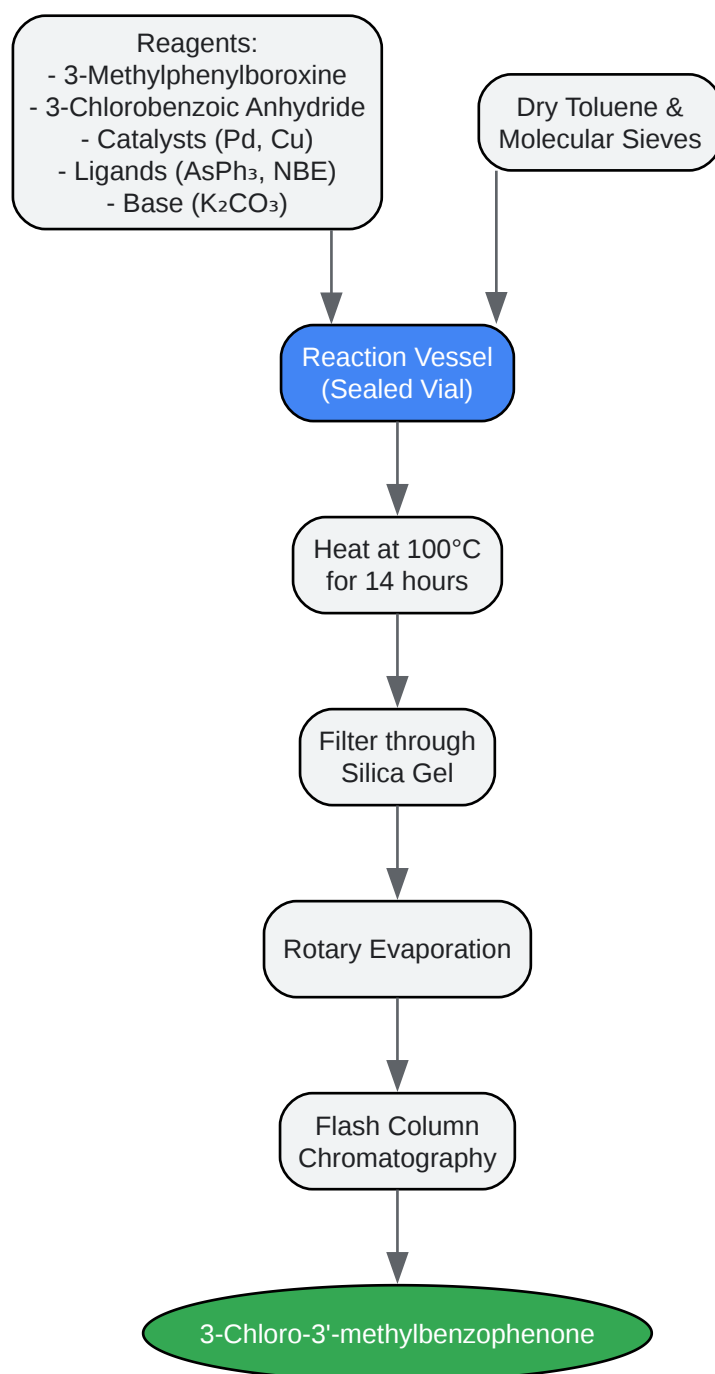 Reagents:
- 3-Methylphenylboroxine
- 3-Chlorobenzoic Anhydride
- Catalysts (Pd, Cu)
- Ligands (AsPh₃, NBE)
- Base (K₂CO₃)
Dry Toluene &
Molecular Sieves
Reaction Vessel
(Sealed Vial)
Heat at 100°C
for 14 hours
Filter through
Silica Gel
Rotary Evaporation
Flash Column
Chromatography
3-Chloro-3'-methylbenzophenone